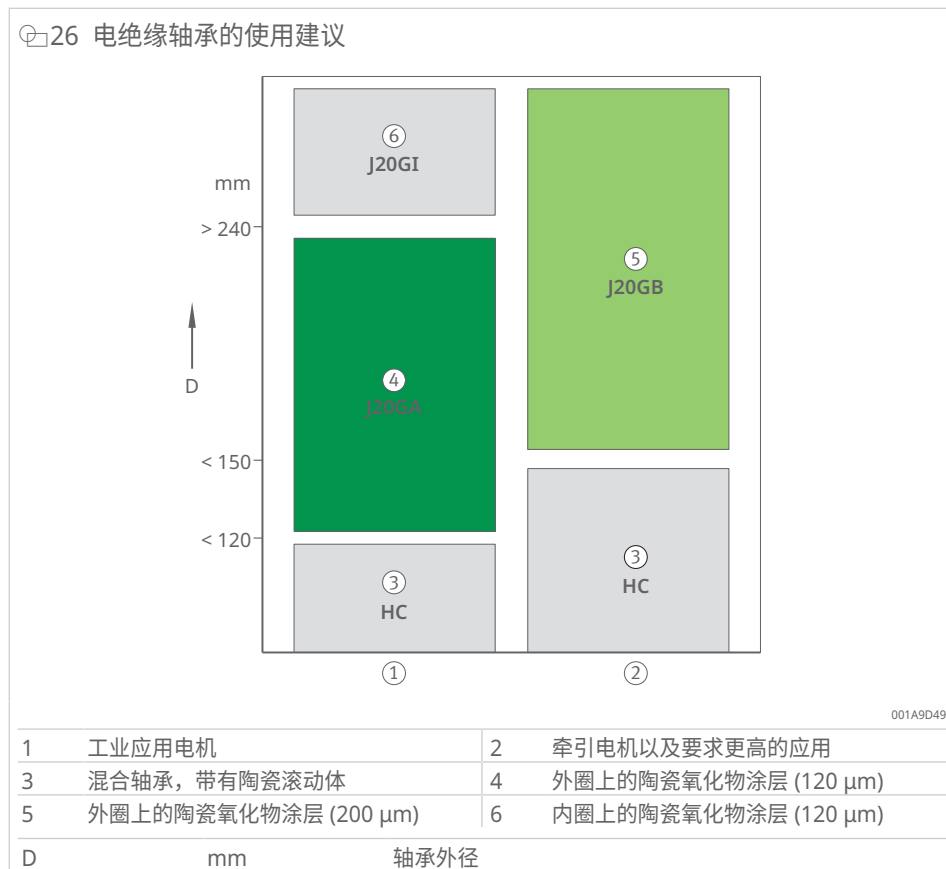 26 电绝缘轴承的使用建议
⑥
J20GI
mm
> 240
⑤
J20GB
④
J20GA
D
< 150
< 120
③
HC
③
HC
①
②
001A9D49
1 工业应用电机 2 牵引电机以及要求更高的应用
3 混合轴承，带有陶瓷滚动体 4 外圈上的陶瓷氧化物涂层 (120 μm)
5 外圈上的陶瓷氧化物涂层 (200 μm) 6 内圈上的陶瓷氧化物涂层 (120 μm)
D mm 轴承外径